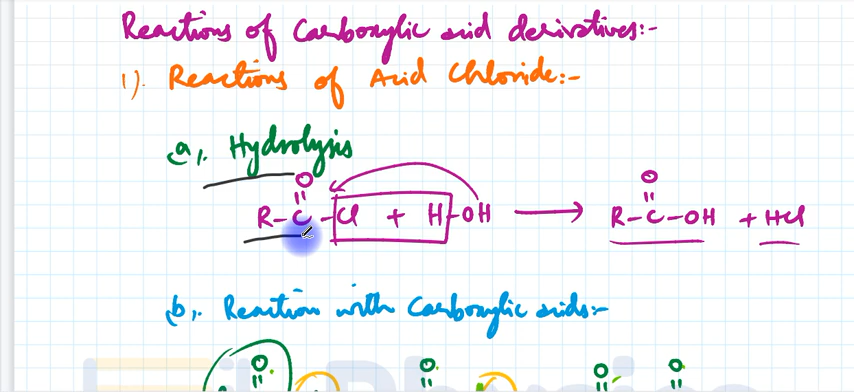 Reactions of Carboxylic acid derivatives:-
1). Reactions of Acid Chloride:-
a). Hydrolysis
O O
|| ||
R-C-Cl + H-OH ⟶ R-C-OH + HCl
b). Reaction with Carboxylic acids:-
O O O O